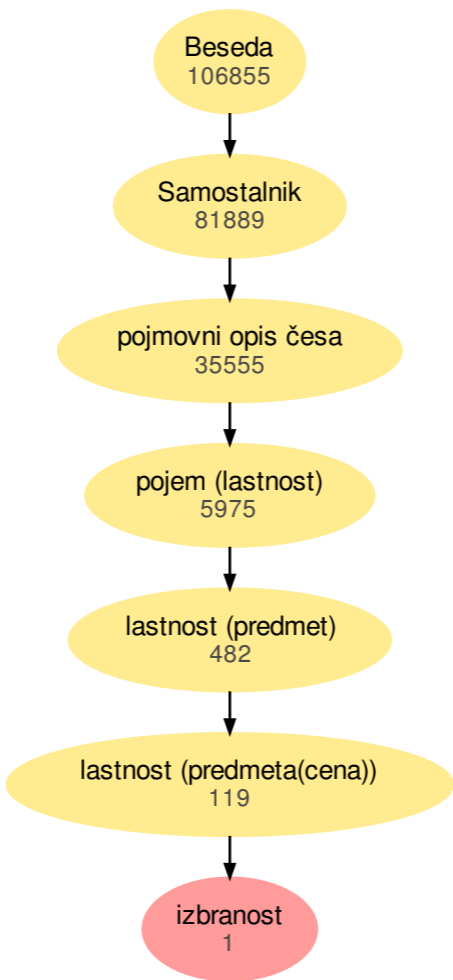 Beseda
106855
Samostalnik
81889
pojmovni opis česa
35555
pojem (lastnost)
5975
lastnost (predmet)
482
lastnost (predmeta(cena))
119
izbranost
1